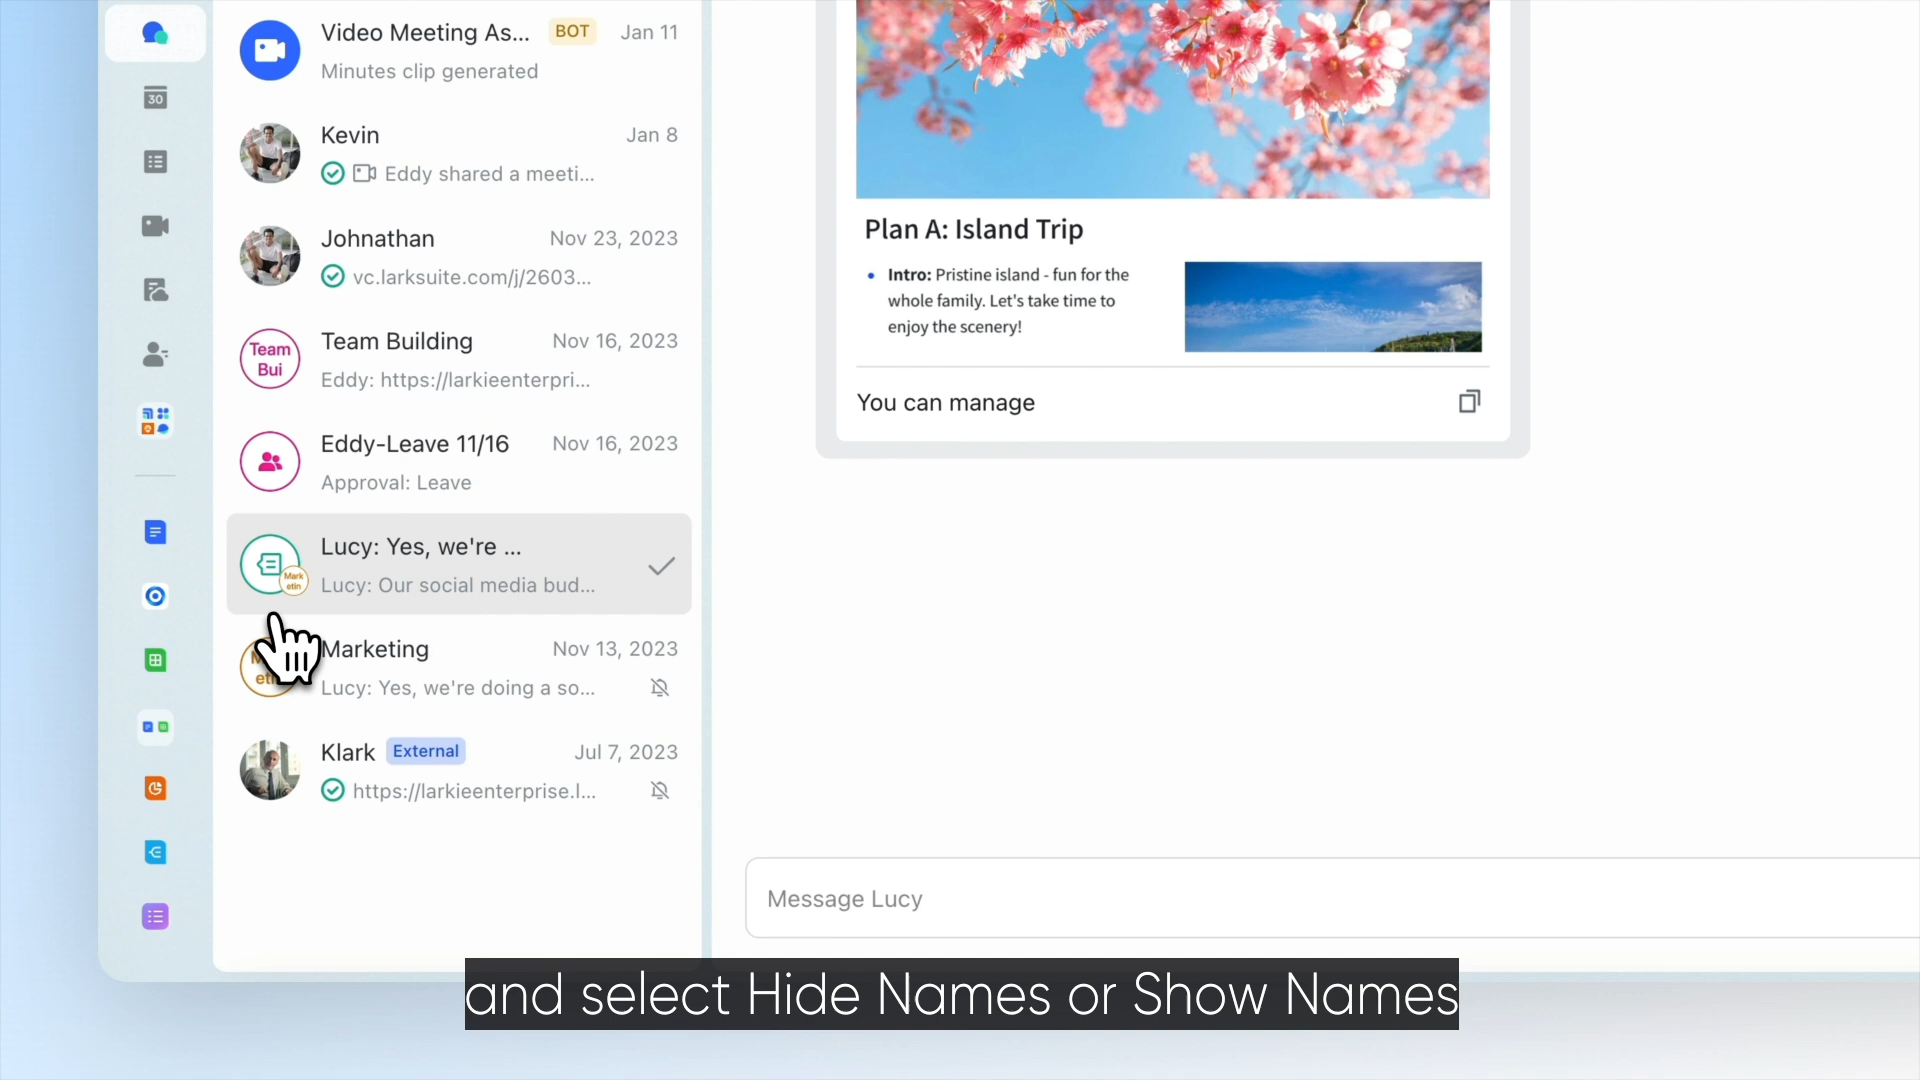 30
Video Meeting As... BOT Jan 11
Minutes clip generated
Kevin Jan 8
Eddy shared a meeti...
Johnathan Nov 23, 2023
vc.larksuite.com/j/2603...
Team
Bui
Team Building Nov 16, 2023
Eddy: https://larkieenterpri...
Eddy-Leave 11/16 Nov 16, 2023
Approval: Leave
Mark
etin
Lucy: Yes, we're ...
Lucy: Our social media bud...
Marketing Nov 13, 2023
Lucy: Yes, we're doing a so...
Klark External Jul 7, 2023
https://larkieenterprise.l...
Plan A: Island Trip
Intro: Pristine island - fun for the
whole family. Let's take time to
enjoy the scenery!
You can manage
Message Lucy
and select Hide Names or Show Names